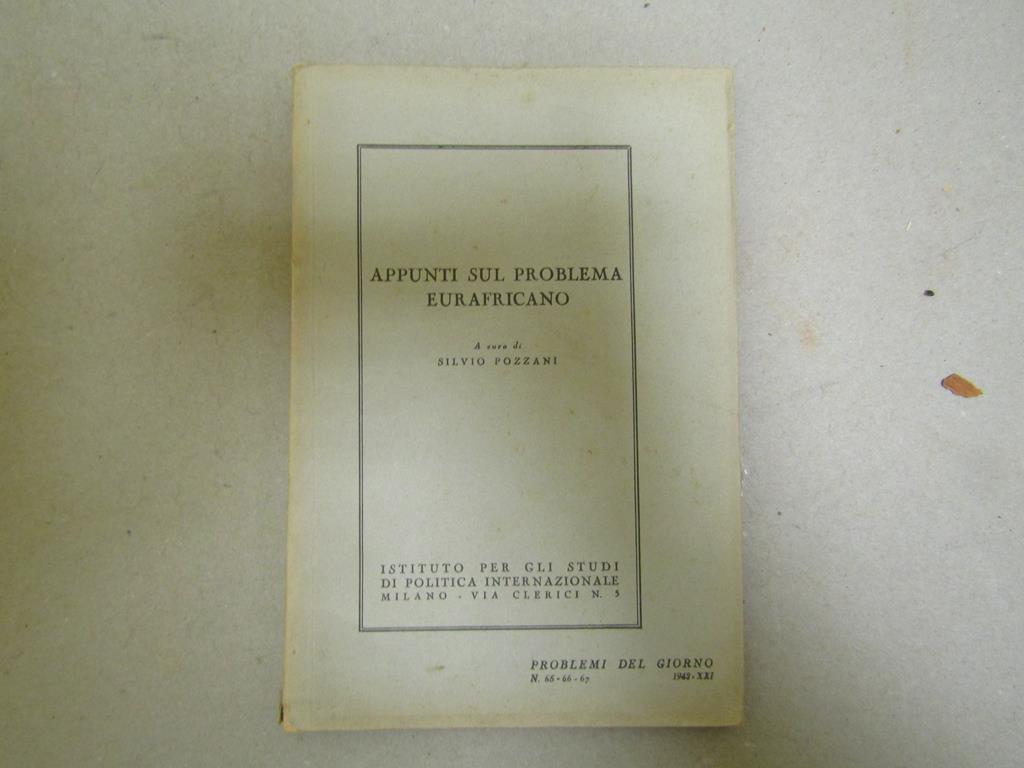 APPUNTI SUL PROBLEMA
EURAFRICANO
A cura di
SILVIO POZZANI
ISTITUTO PER GLI STUDI
DI POLITICA INTERNAZIONALE
MILANO - VIA CLERICI N. 5
PROBLEMI DEL GIORNO
N. 65-66-67 1942-XXI